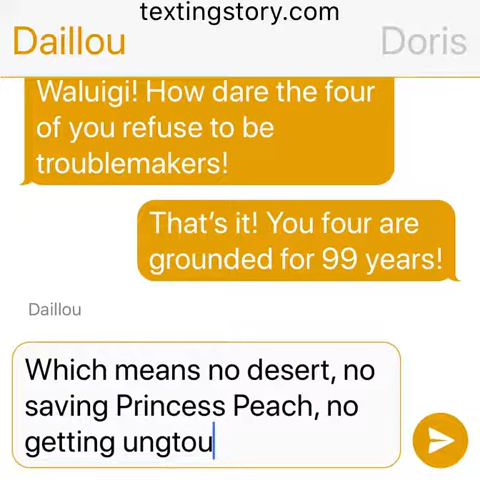 textingstory.com
Daillou
Doris
Waluigi! How dare the four
of you refuse to be
troublemakers!
That's it! You four are
grounded for 99 years!
Daillou
Which means no desert, no
saving Princess Peach, no
getting ungtou